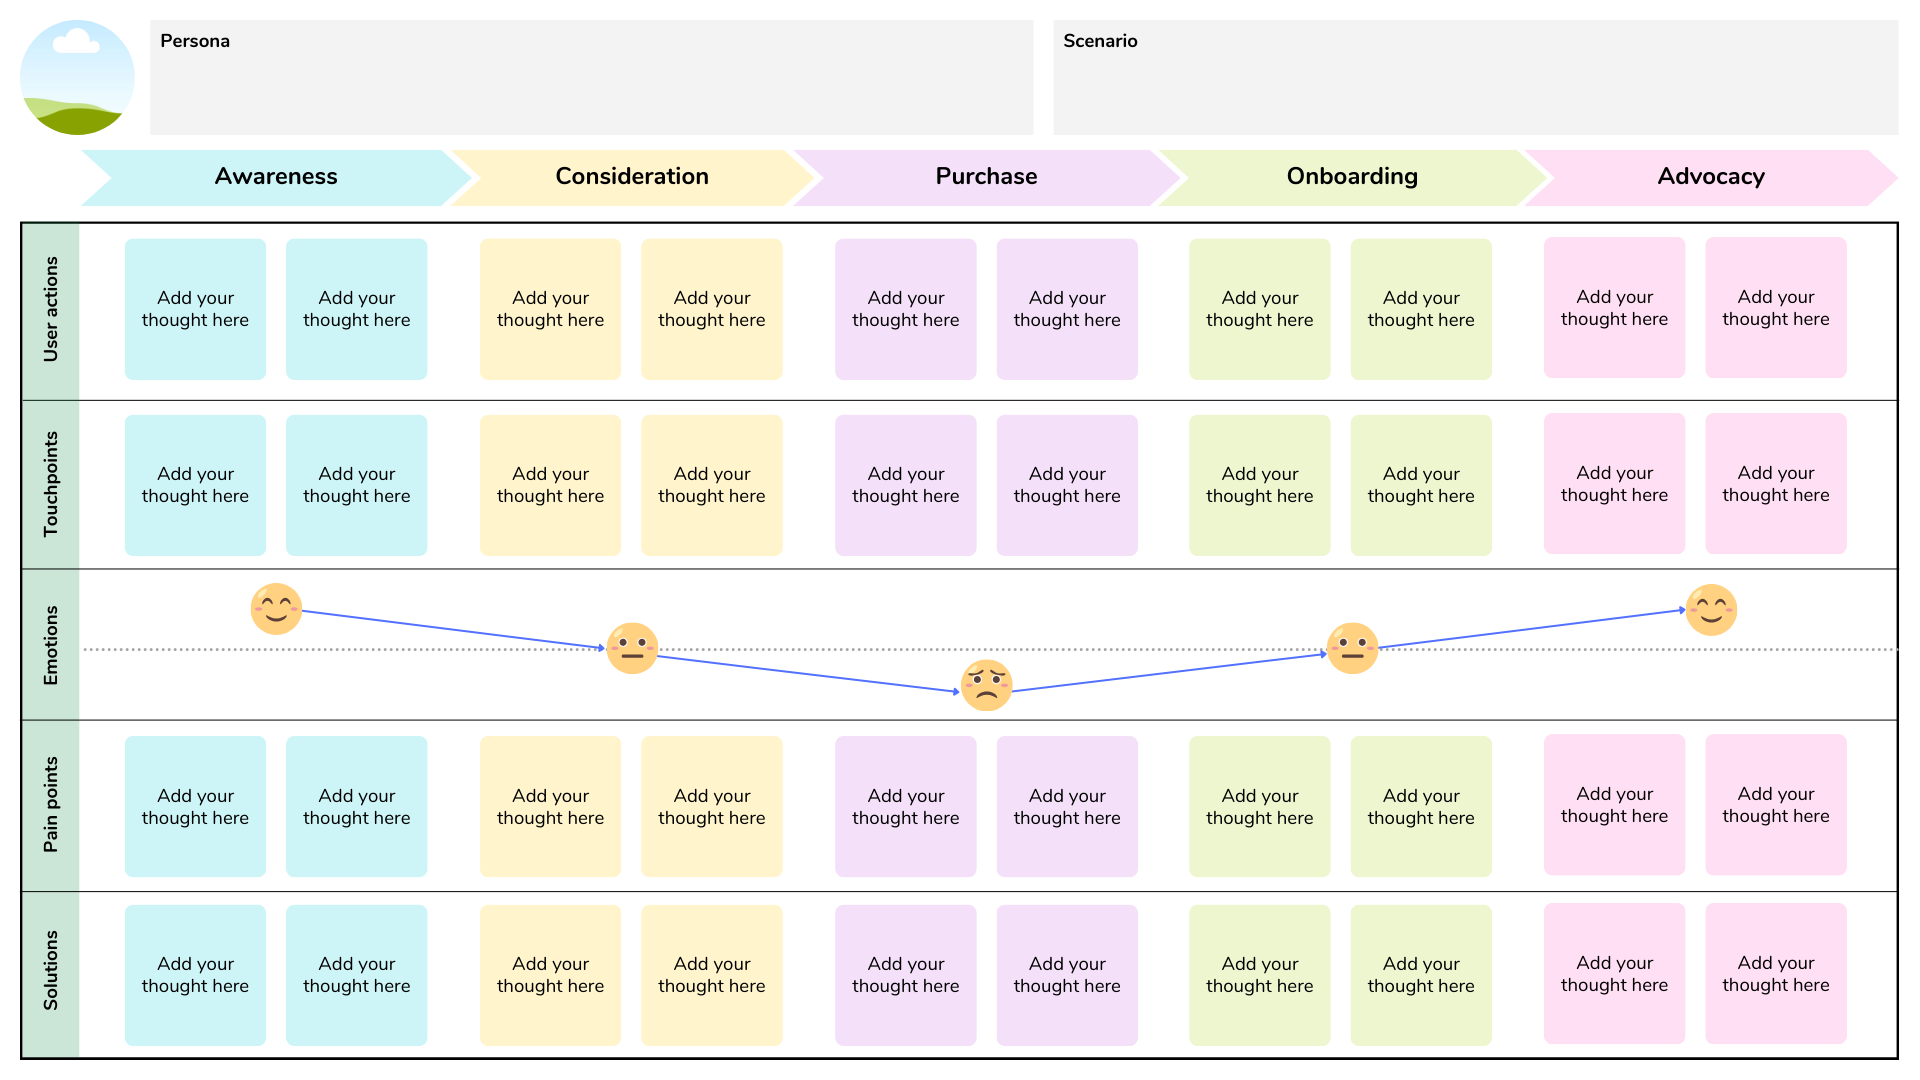 Persona
Scenario
Awareness
Consideration
Purchase
Onboarding
Advocacy
User actions
Add your
thought here
Add your
thought here
Add your
thought here
Add your
thought here
Add your
thought here
Add your
thought here
Add your
thought here
Add your
thought here
Add your
thought here
Add your
thought here
Touchpoints
Add your
thought here
Add your
thought here
Add your
thought here
Add your
thought here
Add your
thought here
Add your
thought here
Add your
thought here
Add your
thought here
Add your
thought here
Add your
thought here
Emotions
Pain points
Add your
thought here
Add your
thought here
Add your
thought here
Add your
thought here
Add your
thought here
Add your
thought here
Add your
thought here
Add your
thought here
Add your
thought here
Add your
thought here
Solutions
Add your
thought here
Add your
thought here
Add your
thought here
Add your
thought here
Add your
thought here
Add your
thought here
Add your
thought here
Add your
thought here
Add your
thought here
Add your
thought here